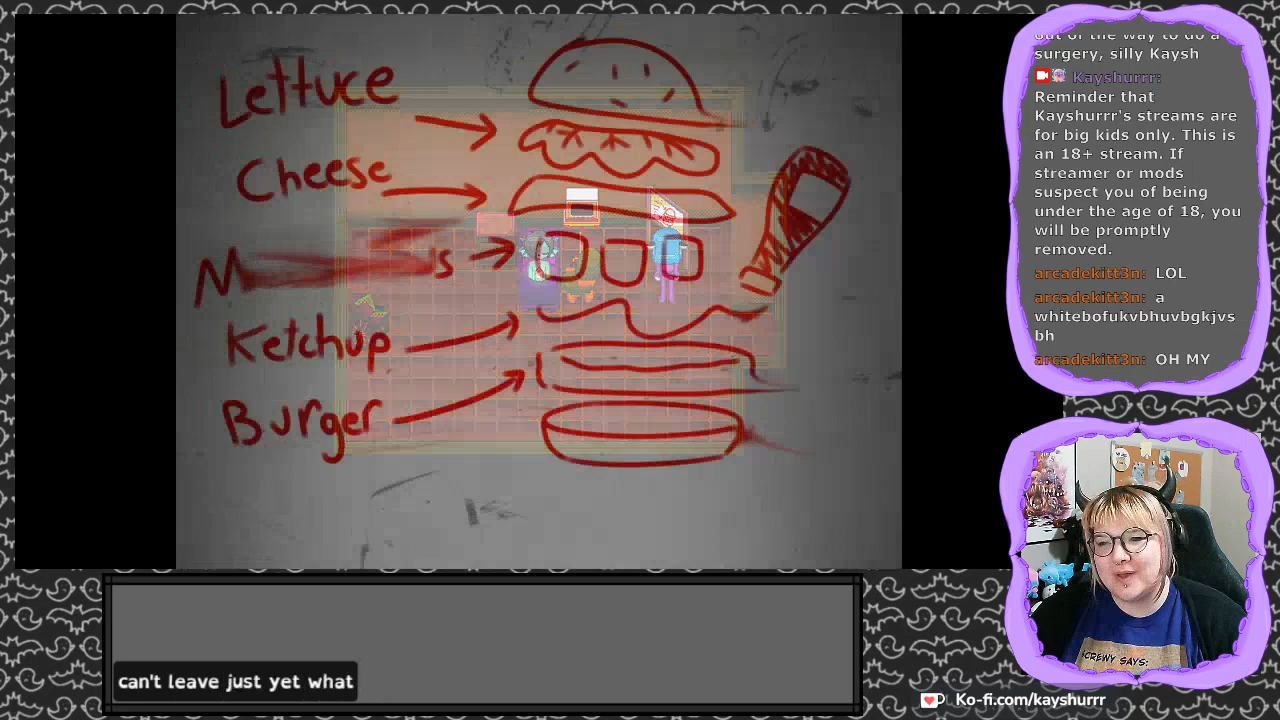 Lettuce
Cheese
Ketchup
Burger
out of the way to do a
surgery, silly Kaysh
Kayshurrr:
Reminder that
Kayshurrr's streams are
for big kids only. This is
an 18+ stream. If
streamer or mods
suspect you of being
under the age of 18, you
will be promptly
removed.
arcadekitt3n: LOL
arcadekitt3n: a
whitebofukvbhuvbgkjvs
bh
arcadekitt3n: OH MY
SCREWY SAYS:
can't leave just yet what
Ko-fi.com/kayshurrr